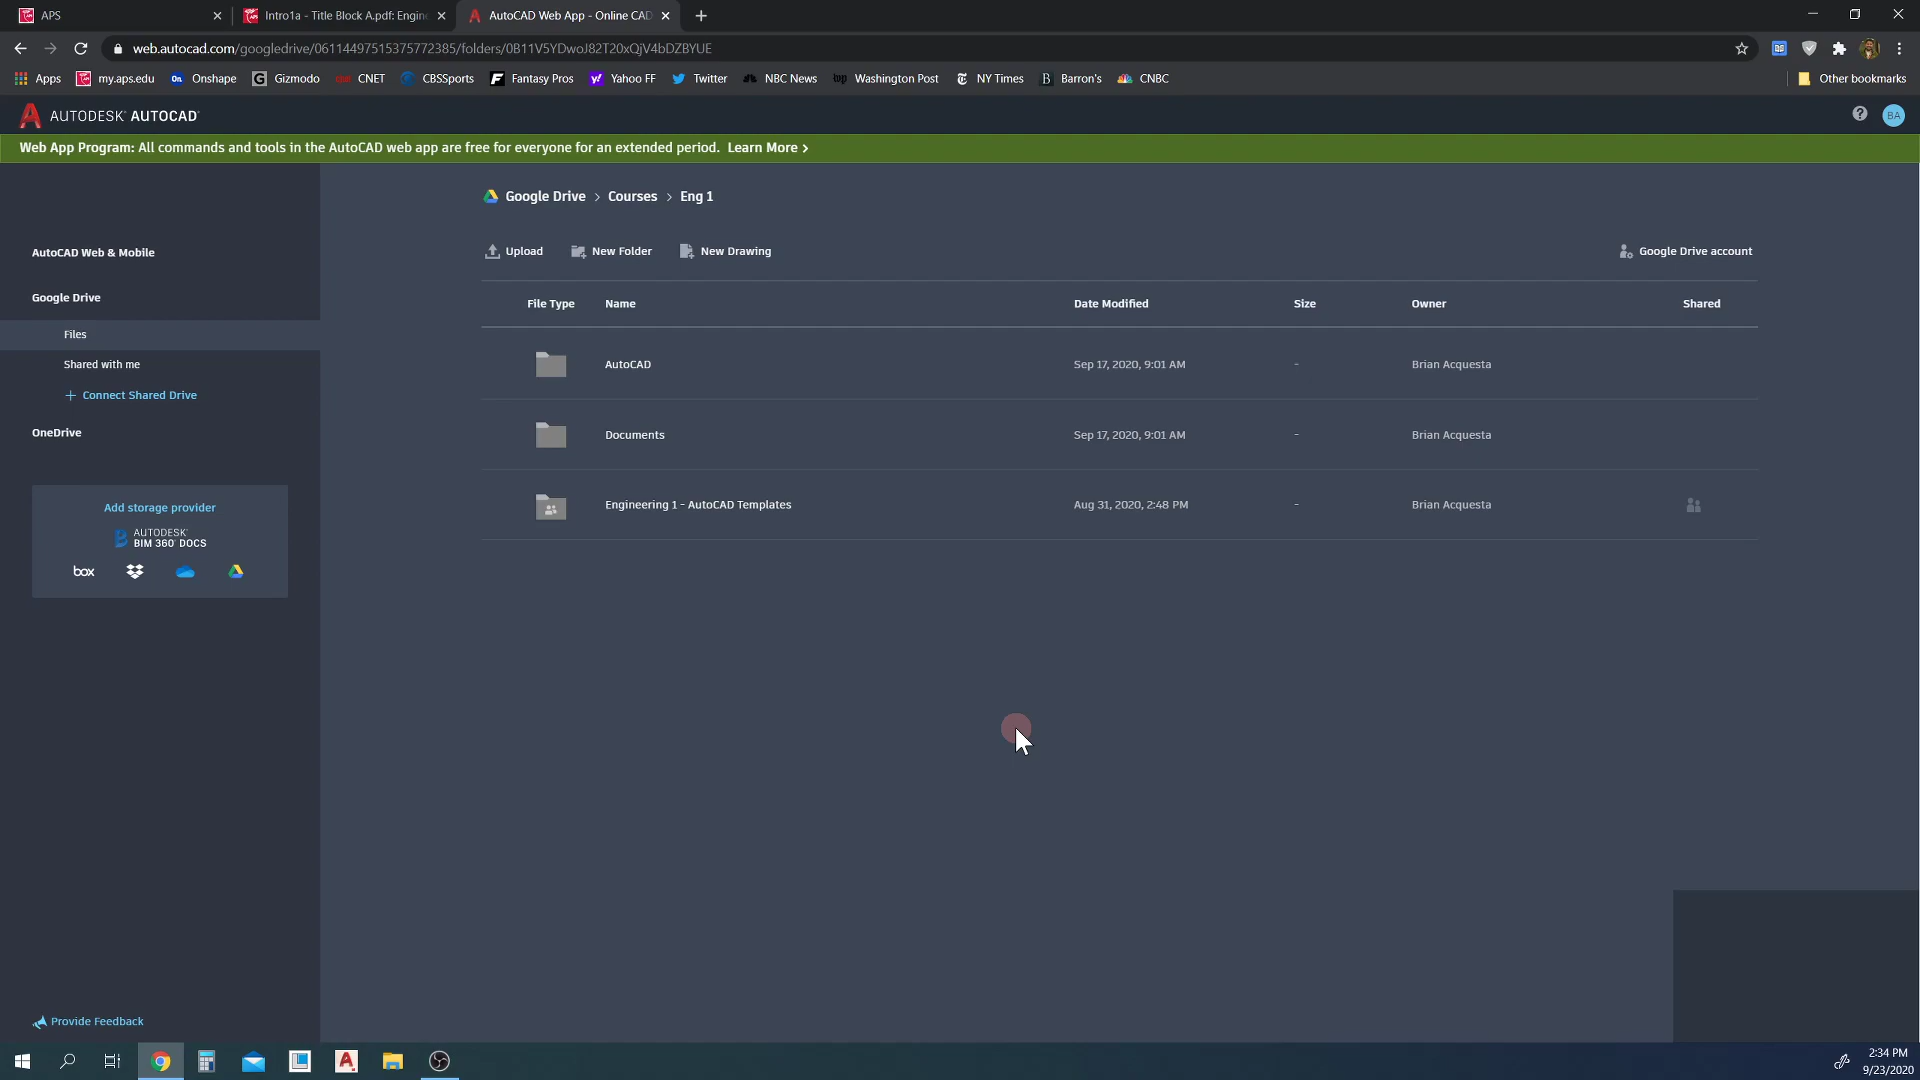 APS
Intro1a - Title Block A.pdf: Engine
AutoCAD Web App - Online CAD
web.autocad.com/googledrive/06114497515375772385/folders/0B11V5YDwoJ82T20xQjV4bDZBYUE
Apps my.aps.edu On Onshape G Gizmodo CNET CBSSports F Fantasy Pros y! Yahoo FF Twitter NBC News wp Washington Post NY Times B Barron's CNBC Other bookmarks
AUTODESK® AUTOCAD® BA
Web App Program: All commands and tools in the AutoCAD web app are free for everyone for an extended period. Learn More >
Google Drive > Courses > Eng 1
AutoCAD Web & Mobile
Upload New Folder New Drawing Google Drive account
Google Drive
File Type Name Date Modified Size Owner Shared
Files
Shared with me
AutoCAD Sep 17, 2020, 9:01 AM - Brian Acquesta
+ Connect Shared Drive
OneDrive
Documents Sep 17, 2020, 9:01 AM - Brian Acquesta
Add storage provider
Engineering 1 - AutoCAD Templates Aug 31, 2020, 2:48 PM - Brian Acquesta
AUTODESK®
BIM 360® DOCS
box
Provide Feedback
2:34 PM
9/23/2020